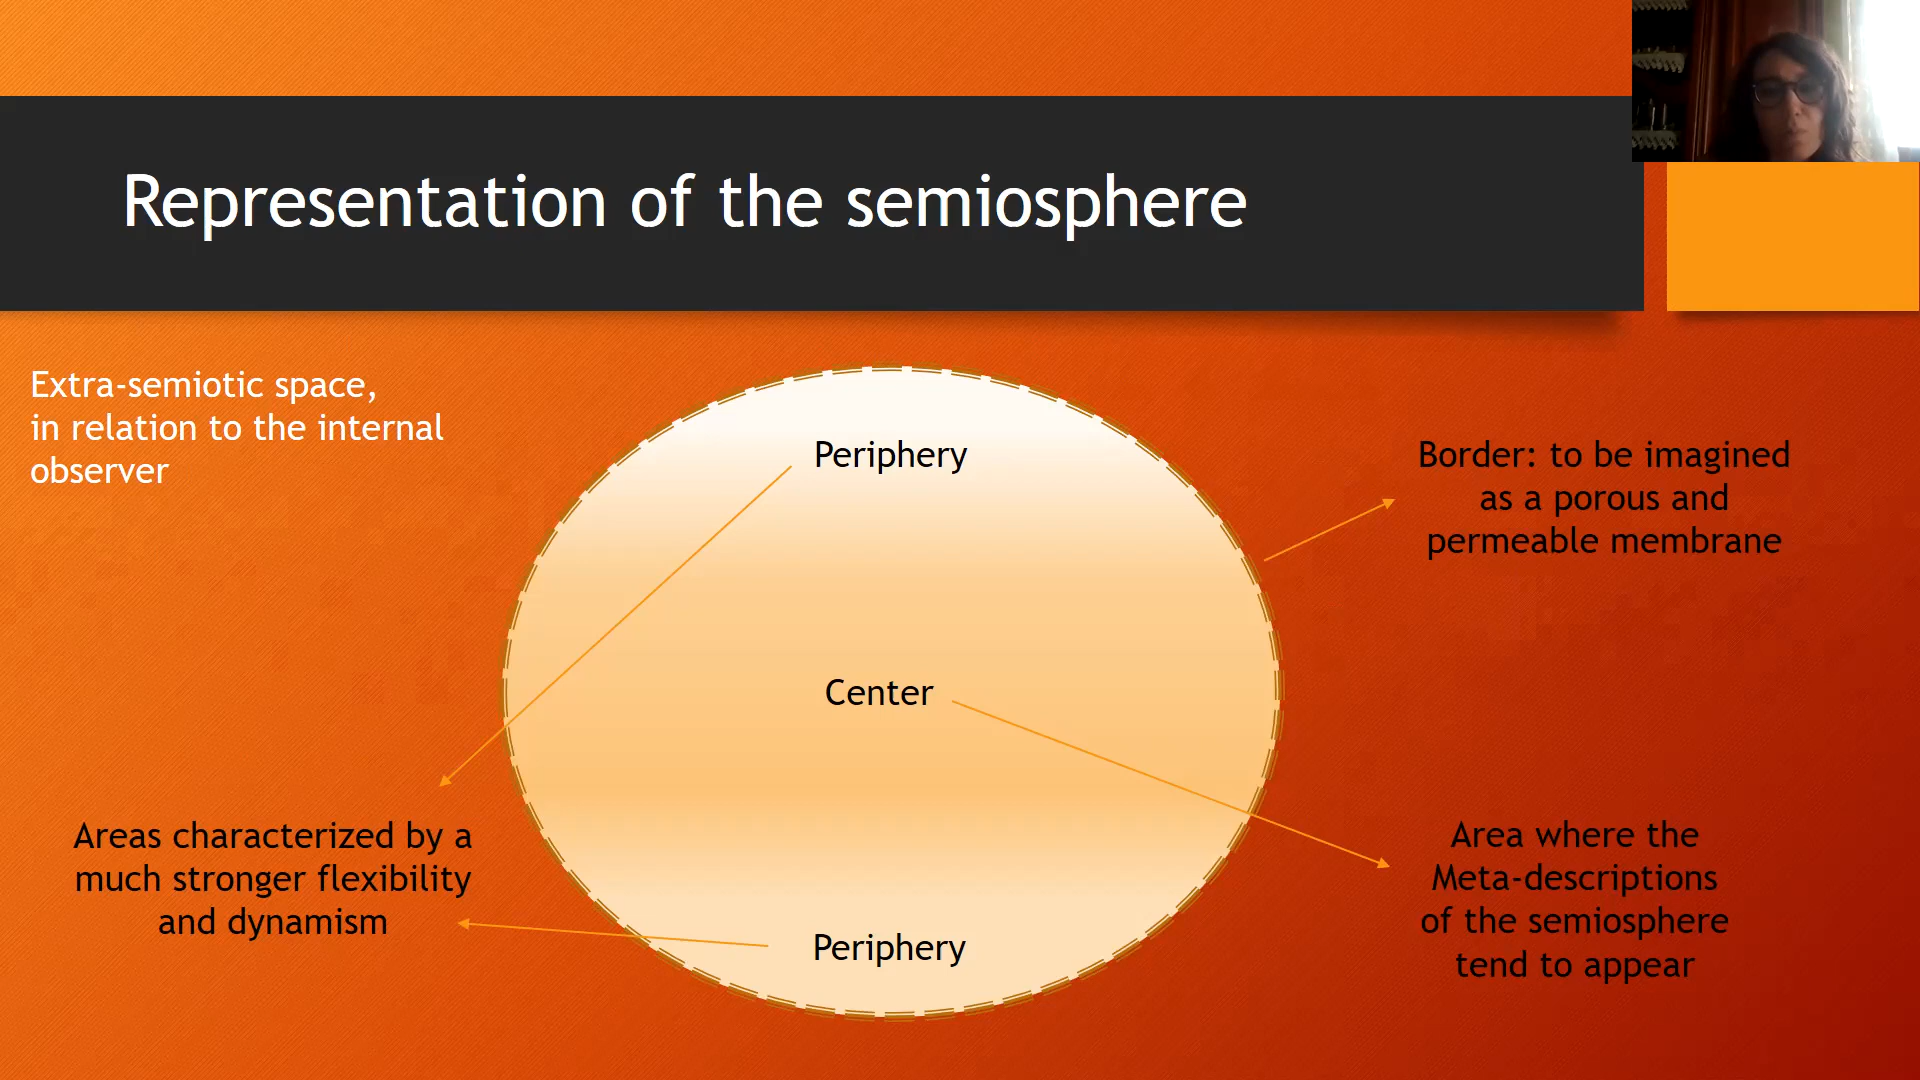 Representation of the semiosphere
Extra-semiotic space,
in relation to the internal
observer
Periphery
Border: to be imagined
as a porous and
permeable membrane
Center
Areas characterized by a
much stronger flexibility
and dynamism
Area where the
Meta-descriptions
of the semiosphere
tend to appear
Periphery